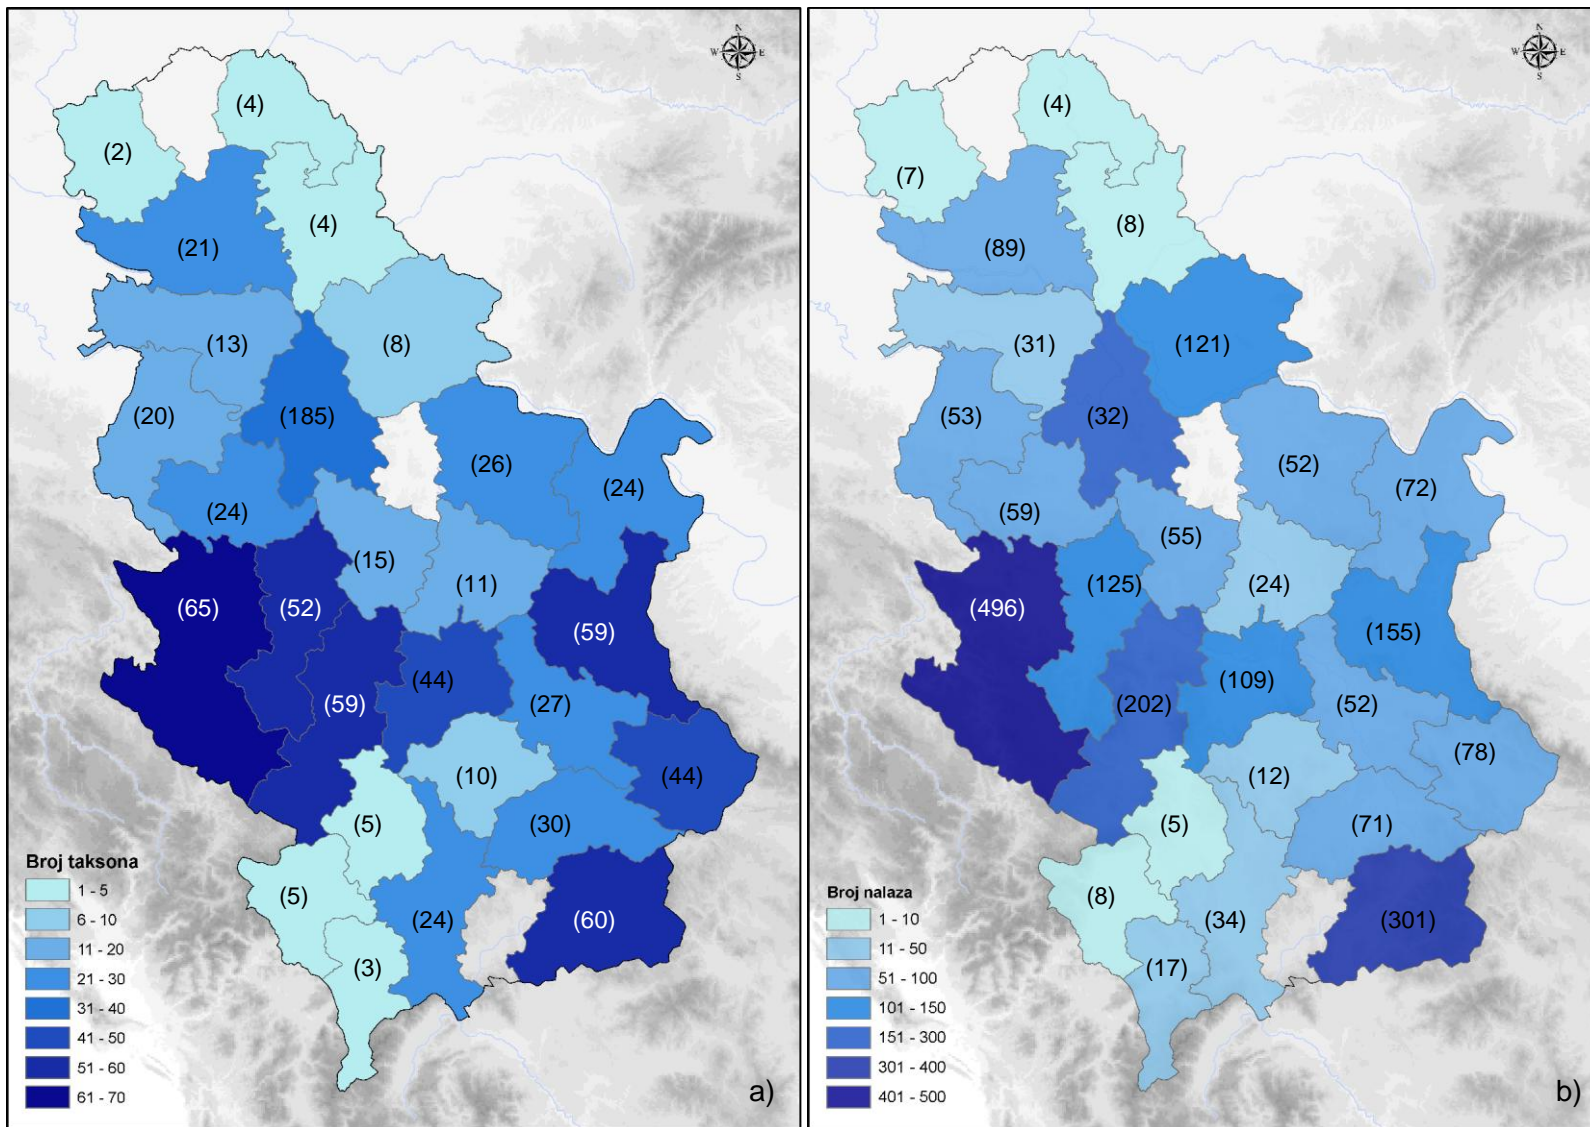 N
W E
S
(4)
(2)
(21)
(4)
(13)
(8)
(20)
(185)
(26)
(24)
(24)
(15)
(11)
(65)
(52)
(59)
(59)
(44)
(27)
(10)
(44)
(5)
(30)
(5)
(24)
(60)
(3)
Broj taksona
1 - 5
6 - 10
11 - 20
21 - 30
31 - 40
41 - 50
51 - 60
61 - 70
a)
N
W E
S
(4)
(7)
(89)
(8)
(31)
(121)
(53)
(32)
(52)
(72)
(59)
(55)
(24)
(125)
(496)
(155)
(202)
(109)
(52)
(12)
(78)
(5)
(71)
(8)
(34)
(301)
(17)
Broj nalaza
1 - 10
11 - 50
51 - 100
101 - 150
151 - 300
301 - 400
401 - 500
b)